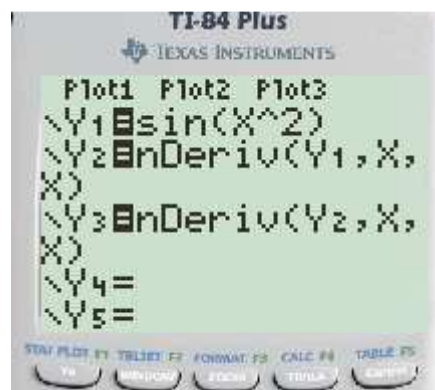 TI-84 Plus
TEXAS INSTRUMENTS
Plot1 Plot2 Plot3
\Y1=sin(X^2)
\Y2=nDeriv(Y1,X,
X)
\Y3=nDeriv(Y2,X,
X)
\Y4=
\Y5=
STAT PLOT F1 TBLSET F2 FORMAT F3 CALC F4 TABLE F5